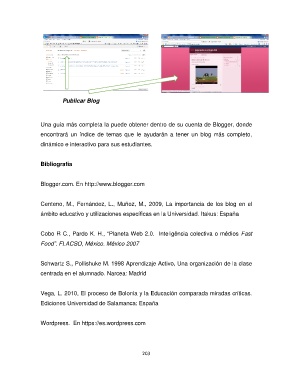 Publicar Blog
Una guía más completa la puede obtener dentro de su cuenta de Blogger, donde
encontrará un índice de temas que le ayudarán a tener un blog más completo,
dinámico e interactivo para sus estudiantes.
Bibliografía
Blogger.com, En http://www.blogger.com
Centeno, M., Fernández, L., Muñoz, M., 2009, La importancia de los blog en el
ámbito educativo y utilizaciones específicas en la Universidad. Itakus: España
Cobo R C., Pardo K. H., “Planeta Web 2.0. Inteligencia colectiva o médios Fast
Food”. FLACSO, México. México 2007
Schwartz S., Pollishuke M. 1998 Aprendizaje Activo, Una organización de la clase
centrada en el alumnado. Narcea: Madrid
Vega, L. 2010, El proceso de Bolonia y la Educación comparada miradas críticas.
Ediciones Universidad de Salamanca: España
Wordpress. En https://es.wordpress.com
203